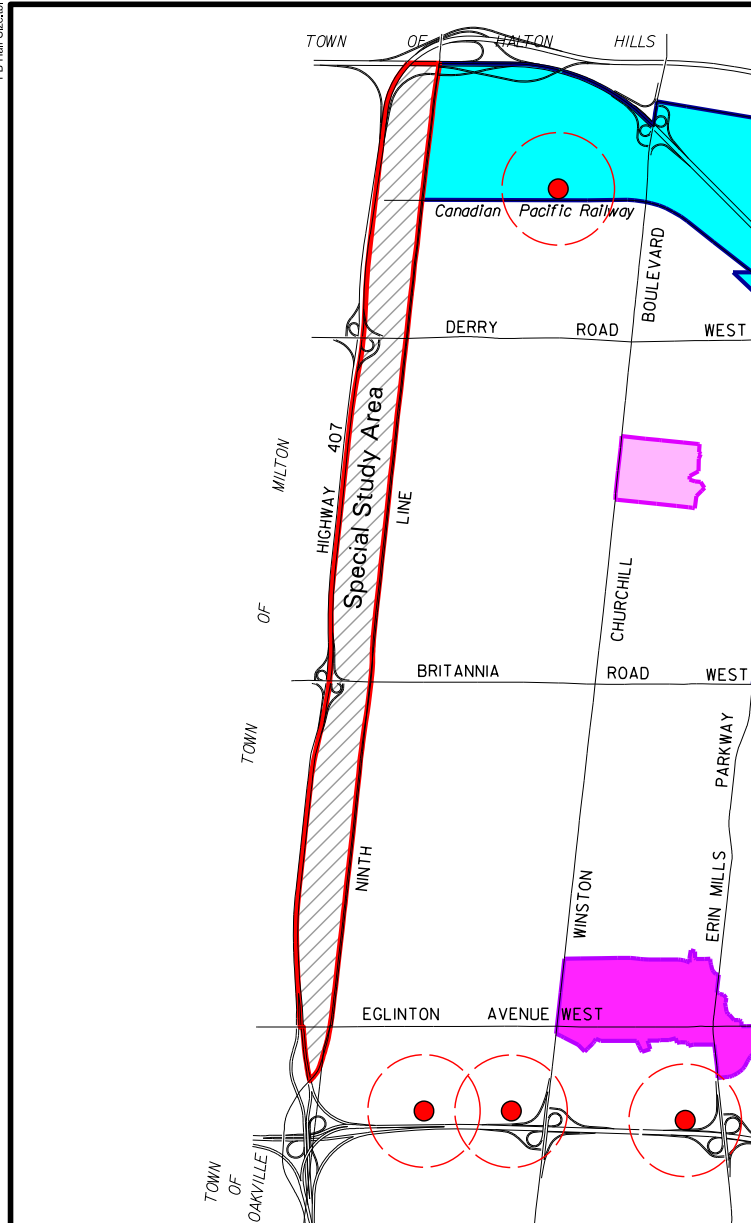 TOWN OF HALTON HILLS
Canadian Pacific Railway
BOULEVARD
DERRY ROAD WEST
MILTON
HIGHWAY 407
Special Study Area
LINE
CHURCHILL
OF
BRITANNIA ROAD WEST
TOWN
PARKWAY
NINTH
WINSTON
ERIN MILLS
EGLINTON AVENUE WEST
TOWN
OF
OAKVILLE